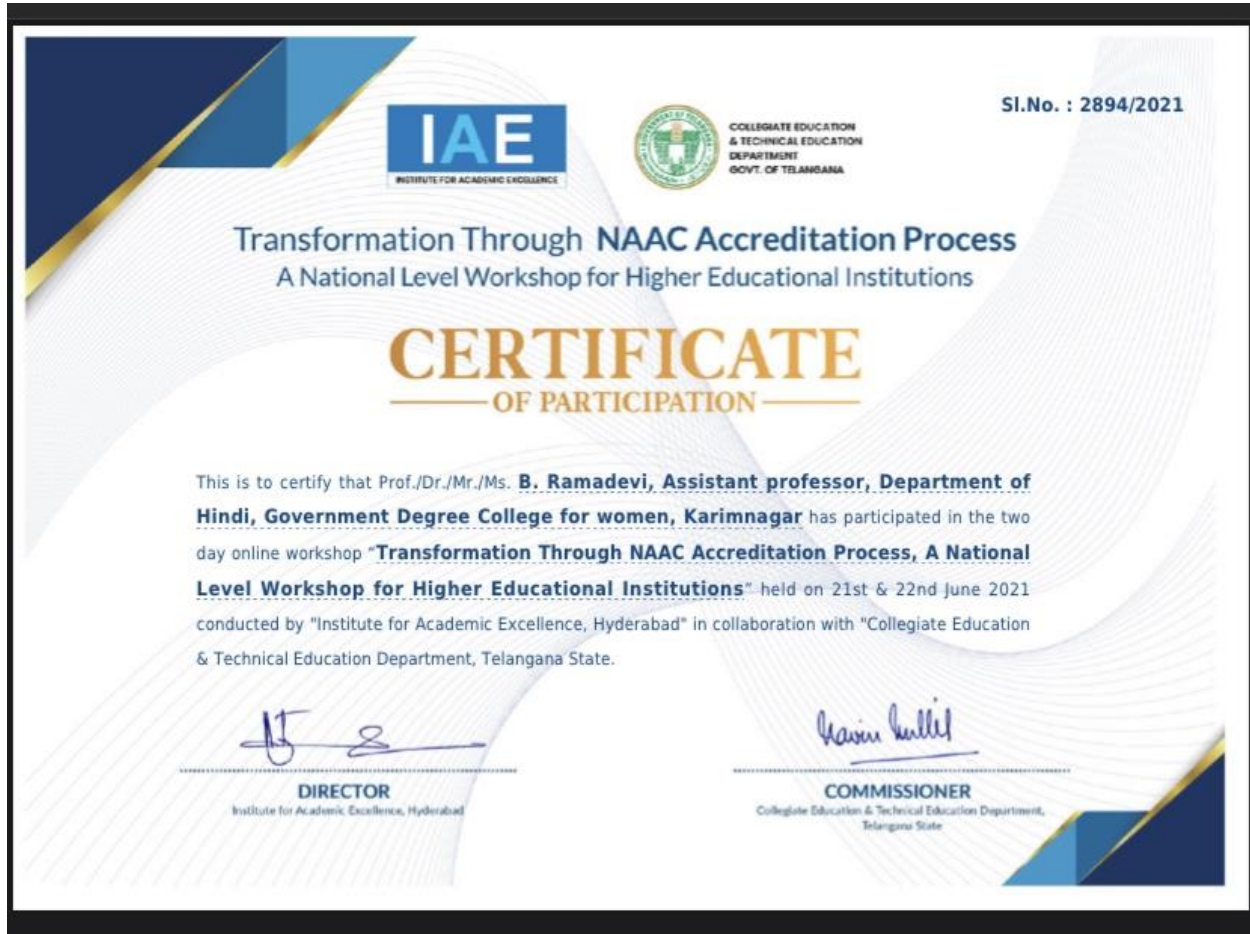 Sl.No. : 2894/2021
IAE
INSTITUTE FOR ACADEMIC EXCELLENCE
GOVERNMENT OF TELANGANA
COLLEGIATE EDUCATION
& TECHNICAL EDUCATION
DEPARTMENT
GOVT. OF TELANGANA
Transformation Through NAAC Accreditation Process
A National Level Workshop for Higher Educational Institutions
CERTIFICATE
OF PARTICIPATION
This is to certify that Prof./Dr./Mr./Ms. B. Ramadevi, Assistant professor, Department of
Hindi, Government Degree College for women, Karimnagar has participated in the two
day online workshop "Transformation Through NAAC Accreditation Process, A National
Level Workshop for Higher Educational Institutions" held on 21st & 22nd June 2021
conducted by "Institute for Academic Excellence, Hyderabad" in collaboration with "Collegiate Education
& Technical Education Department, Telangana State.
DIRECTOR
Institute for Academic Excellence, Hyderabad
COMMISSIONER
Collegiate Education & Technical Education Department,
Telangana State